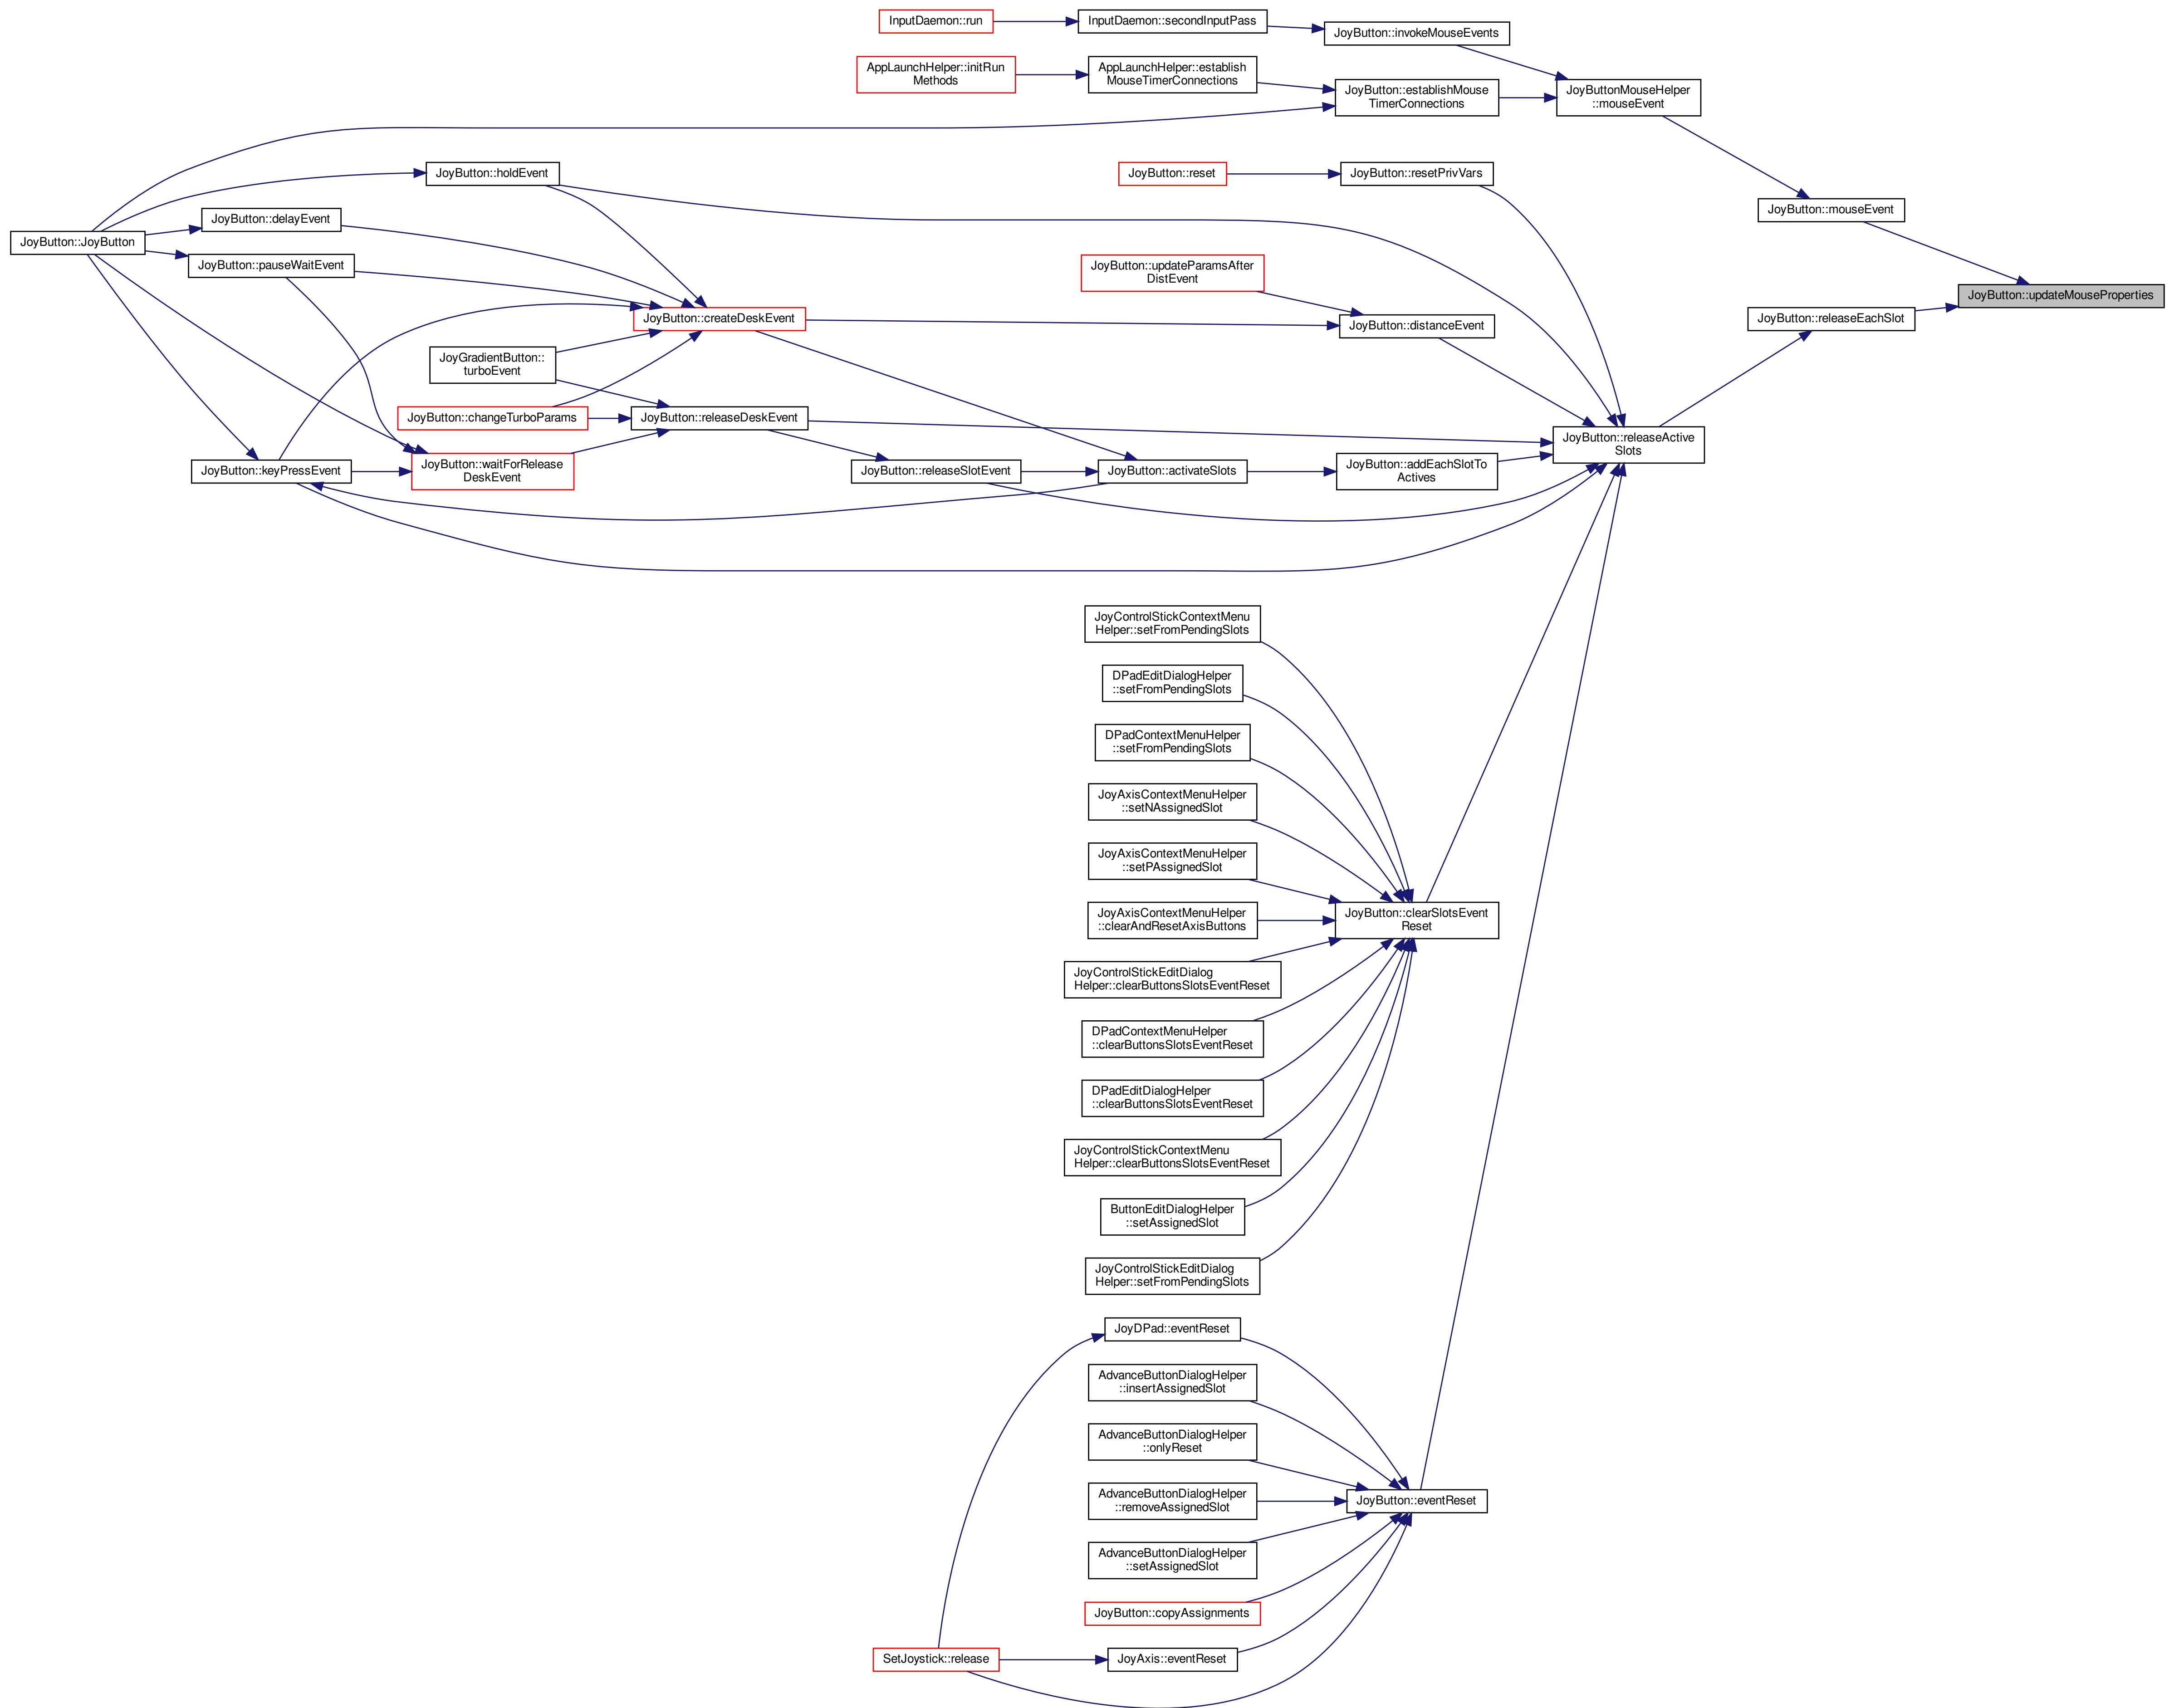 InputDaemon::run
InputDaemon::secondInputPass
JoyButton::invokeMouseEvents
AppLaunchHelper::initRun
Methods
AppLaunchHelper::establish
MouseTimerConnections
JoyButton::establishMouse
TimerConnections
JoyButtonMouseHelper
::mouseEvent
JoyButton::holdEvent
JoyButton::reset
JoyButton::resetPrivVars
JoyButton::delayEvent
JoyButton::mouseEvent
JoyButton::JoyButton
JoyButton::pauseWaitEvent
JoyButton::updateParamsAfter
DistEvent
JoyButton::updateMouseProperties
JoyButton::createDeskEvent
JoyButton::distanceEvent
JoyButton::releaseEachSlot
JoyGradientButton::
turboEvent
JoyButton::changeTurboParams
JoyButton::releaseDeskEvent
JoyButton::releaseActive
Slots
JoyButton::keyPressEvent
JoyButton::waitForRelease
DeskEvent
JoyButton::releaseSlotEvent
JoyButton::activateSlots
JoyButton::addEachSlotTo
Actives
JoyControlStickContextMenu
Helper::setFromPendingSlots
DPadEditDialogHelper
::setFromPendingSlots
DPadContextMenuHelper
::setFromPendingSlots
JoyAxisContextMenuHelper
::setNAssignedSlot
JoyAxisContextMenuHelper
::setPAssignedSlot
JoyAxisContextMenuHelper
::clearAndResetAxisButtons
JoyButton::clearSlotsEvent
Reset
JoyControlStickEditDialog
Helper::clearButtonsSlotsEventReset
DPadContextMenuHelper
::clearButtonsSlotsEventReset
DPadEditDialogHelper
::clearButtonsSlotsEventReset
JoyControlStickContextMenu
Helper::clearButtonsSlotsEventReset
ButtonEditDialogHelper
::setAssignedSlot
JoyControlStickEditDialog
Helper::setFromPendingSlots
JoyDPad::eventReset
AdvanceButtonDialogHelper
::insertAssignedSlot
AdvanceButtonDialogHelper
::onlyReset
AdvanceButtonDialogHelper
::removeAssignedSlot
JoyButton::eventReset
AdvanceButtonDialogHelper
::setAssignedSlot
JoyButton::copyAssignments
SetJoystick::release
JoyAxis::eventReset